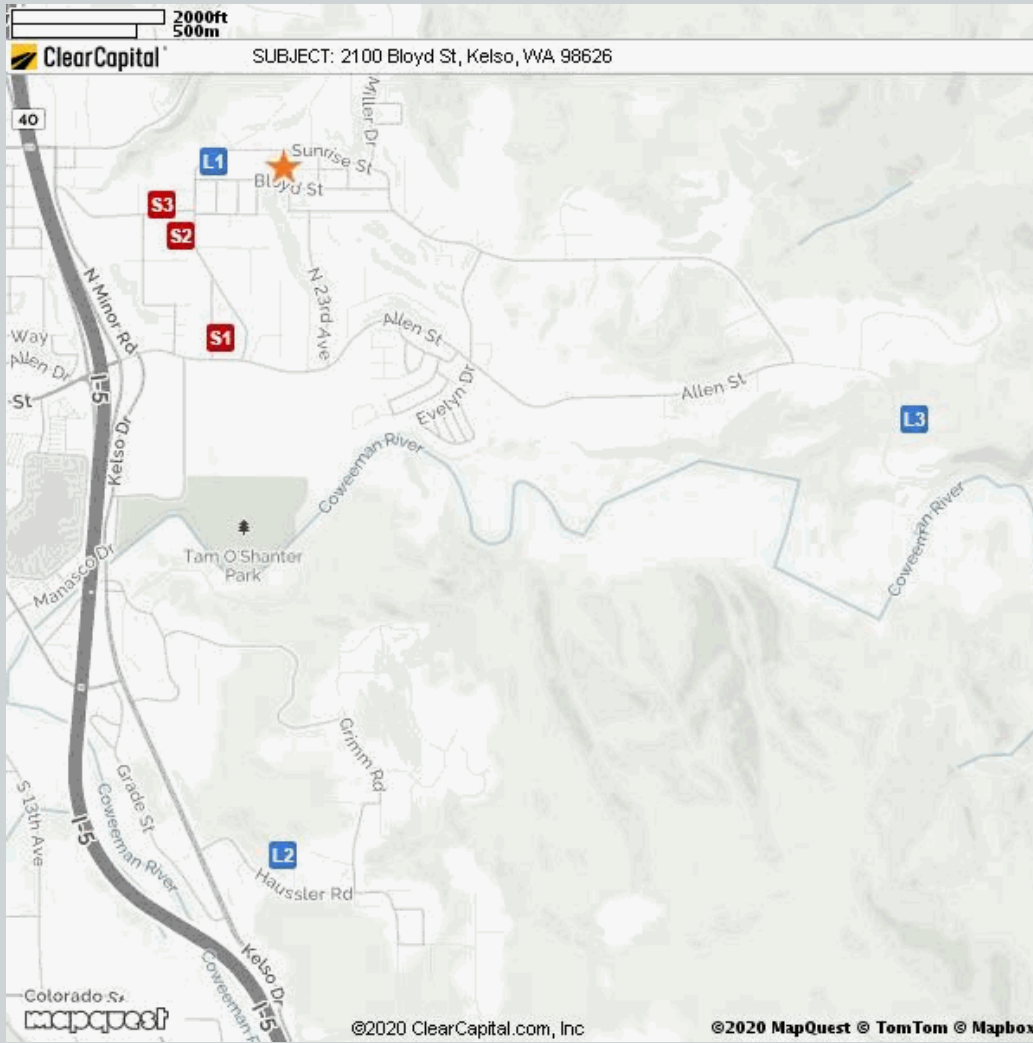 2000ft
500m
ClearCapital
SUBJECT: 2100 Bloyd St, Kelso, WA 98626
40
Miller Dr
L1
Sunrise St
Bloyd St
S3
S2
N Minor Rd
N 23rd Ave
S1
Allen St
Way
Allen Dr
St
I-5
Evelyn Dr
Allen St
L3
Kelso Dr
Coweeman River
Coweeman River
Tam O'Shanter
Park
Manasco Dr
Grimm Rd
Grade St
S 13th Ave
Coweeman River
I-5
L2
Haussler Rd
Kelso Dr
Coweeman
I-5
Colorado St
mapquest
©2020 ClearCapital.com, Inc
©2020 MapQuest © TomTom © Mapbox